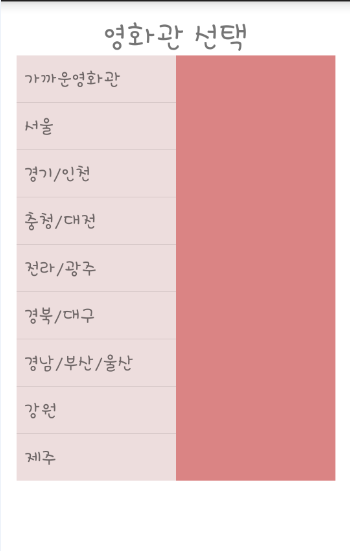 영화관 선택
가까운영화관
서울
경기/인천
충청/대전
전라/광주
경북/대구
경남/부산/울산
강원
제주